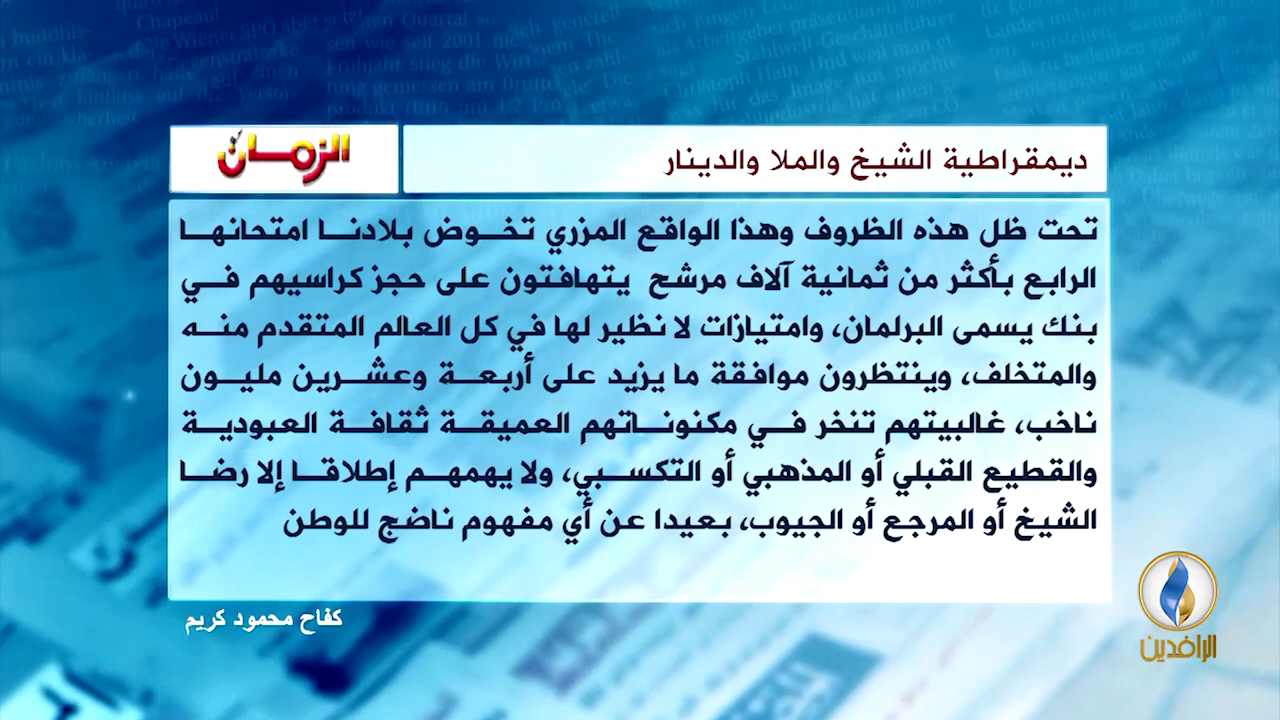 الزمان
ديمقراطية الشيخ والملا والدينار
تحت ظل هذه الظروف وهذا الواقع المزري تخوض بلادنا امتحانها
الرابع بأكثر من ثمانية آلاف مرشح يتهافتون على حجز كراسيهم في
بنك يسمى البرلمان، وامتيازات لا نظير لها في كل العالم المتقدم منه
والمتخلف، وينتظرون موافقة ما يزيد على أربعة وعشرين مليون
ناخب، غالبيتهم تنخر في مكنوناتهم العميقة ثقافة العبودية
والقطيع القبلي أو المذهبي أو التكسبي، ولا يهمهم إطلاقا إلا رضا
الشيخ أو المرجع أو الجيوب، بعيدا عن أي مفهوم ناضج للوطن
كفاح محمود كريم
الرافدين